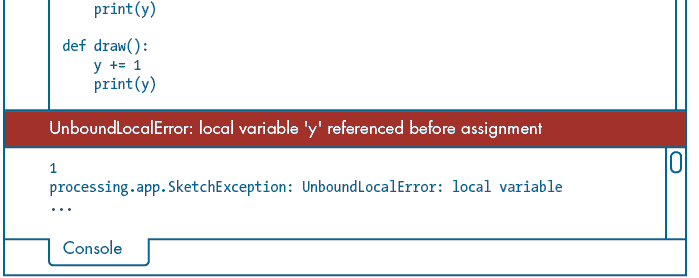 print(y)
def draw():
y += 1
print(y)
UnboundLocalError: local variable 'y' referenced before assignment
1
processing.app.SketchException: UnboundLocalError: local variable
...
Console